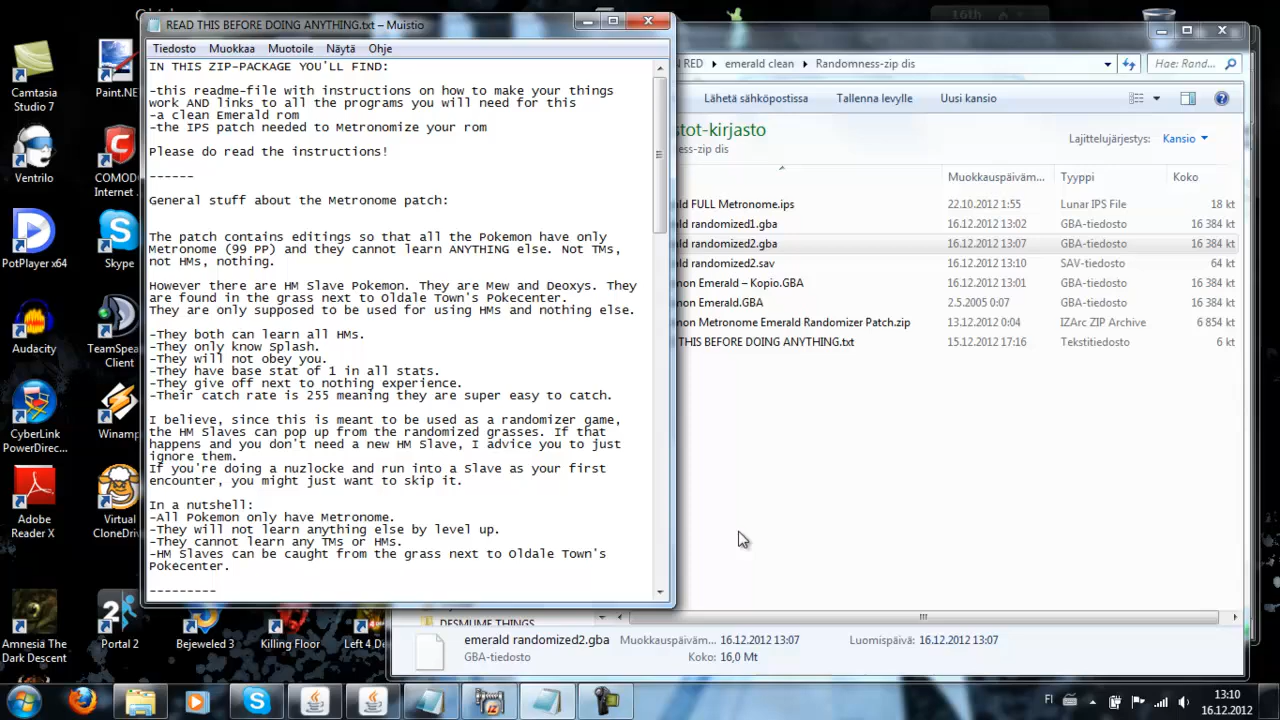 READ THIS BEFORE DOING ANYTHING.txt – Muistio
Tiedosto Muokkaa Muotoile Näytä Ohje
IN THIS ZIP-PACKAGE YOU'LL FIND:
-this readme-file with instructions on how to make your things
work AND links to all the programs you will need for this
-a clean Emerald rom
-the IPS patch needed to Metronomize your rom
Please do read the instructions!
------
General stuff about the Metronome patch:
The patch contains editings so that all the Pokemon have only
Metronome (99 PP) and they cannot learn ANYTHING else. Not TMs,
not HMs, nothing.
However there are HM Slave Pokemon. They are Mew and Deoxys. They
are found in the grass next to Oldale Town's Pokecenter.
They are only supposed to be used for using HMs and nothing else.
-They both can learn all HMs.
-They only know Splash.
-They will not obey you.
-They have base stat of 1 in all stats.
-They give off next to nothing experience.
-Their catch rate is 255 meaning they are super easy to catch.
I believe, since this is meant to be used as a randomizer game,
the HM Slaves can pop up from the randomized grasses. If that
happens and you don't need a new HM Slave, I advice you to just
ignore them.
If you're doing a nuzlocke and run into a Slave as your first
encounter, you might just want to skip it.
In a nutshell:
-All Pokemon only have Metronome.
-They will not learn anything else by level up.
-They cannot learn any TMs or HMs.
-HM Slaves can be caught from the grass next to Oldale Town's
Pokecenter.
---------
16th
N RED emerald clean Randomness-zip dis Hae: Rand...
Lähetä sähköpostissa Tallenna levylle Uusi kansio
stot-kirjasto
ness-zip dis
Lajittelujärjestys: Kansio
Muokkauspäiväm... Tyyppi Koko
ald FULL Metronome.ips 22.10.2012 1:55 Lunar IPS File 18 kt
ald randomized1.gba 16.12.2012 13:02 GBA-tiedosto 16 384 kt
ald randomized2.gba 16.12.2012 13:07 GBA-tiedosto 16 384 kt
ald randomized2.sav 16.12.2012 13:10 SAV-tiedosto 64 kt
mon Emerald – Kopio.GBA 16.12.2012 13:01 GBA-tiedosto 16 384 kt
mon Emerald.GBA 2.5.2005 0:07 GBA-tiedosto 16 384 kt
mon Metronome Emerald Randomizer Patch.zip 13.12.2012 0:04 IZArc ZIP Archive 6 854 kt
THIS BEFORE DOING ANYTHING.txt 15.12.2012 17:16 Tekstitiedosto 6 kt
DESMUME THINGS
emerald randomized2.gba Muokkauspäiväm... 16.12.2012 13:07 Luomispäivä: 16.12.2012 13:07
GBA-tiedosto Koko: 16,0 Mt
Camtasia
Studio 7
Paint.NET
Ventrilo
COMOD
Internet ...
PotPlayer x64
Skype
Audacity
TeamSpea
Client
CyberLink
PowerDirec...
Winamp
Adobe
Reader X
Virtual
CloneDriv
Amnesia The
Dark Descent
Portal 2
Bejeweled 3
Killing Floor
Left 4 D
FI
13:10
16.12.2012